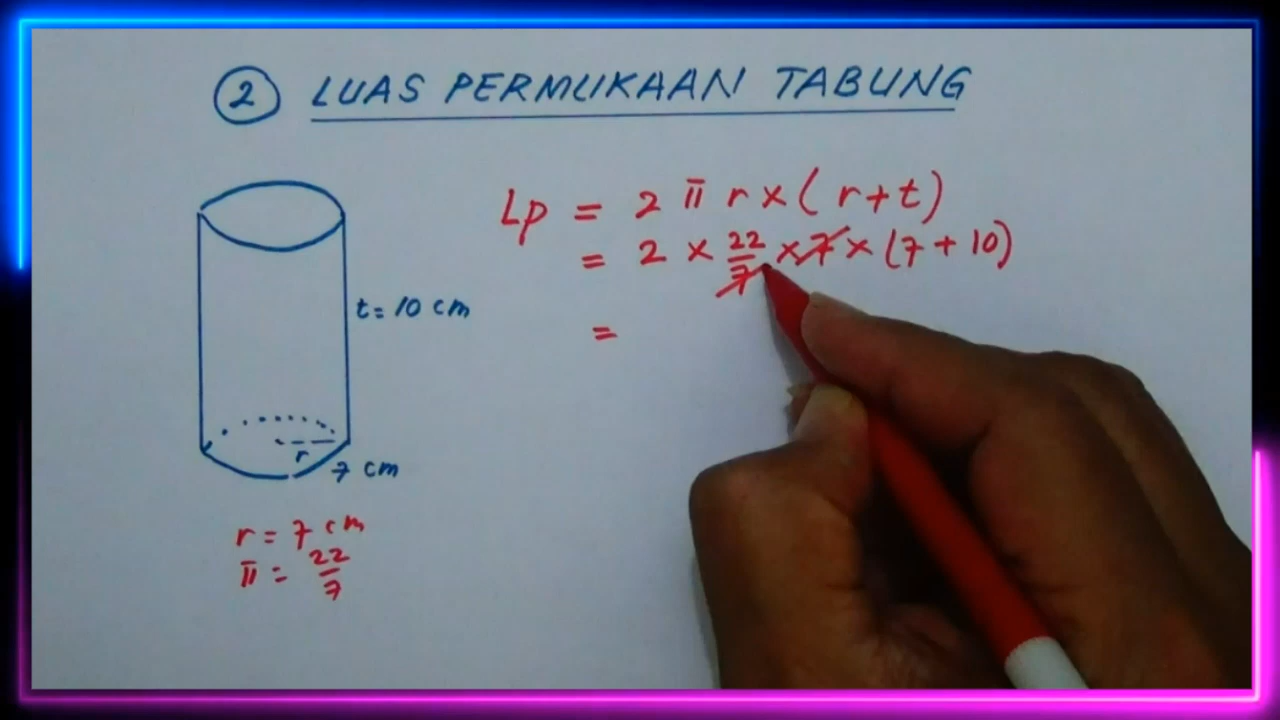 2 LUAS PERMUKAAN TABUNG
Lp = 2 π r × ( r + t )
= 2 × 22/7 × 7 × (7 + 10)
=
t = 10 cm
r
7 cm
r = 7 cm
π = 22/7